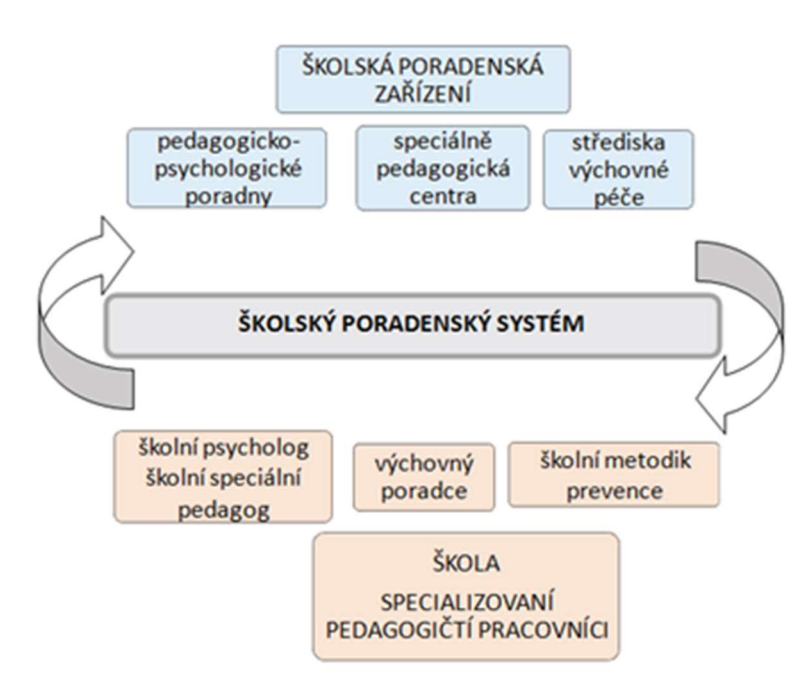 ŠKOLSKÁ PORADENSKÁ
ZAŘÍZENÍ
pedagogicko-
psychologické
poradny
speciálně
pedagogická
centra
střediska
výchovné
péče
ŠKOLSKÝ PORADENSKÝ SYSTÉM
školní psycholog
školní speciální
pedagog
výchovný
poradce
školní metodik
prevence
ŠKOLA
SPECIALIZOVANÍ
PEDAGOGIČTÍ PRACOVNÍCI